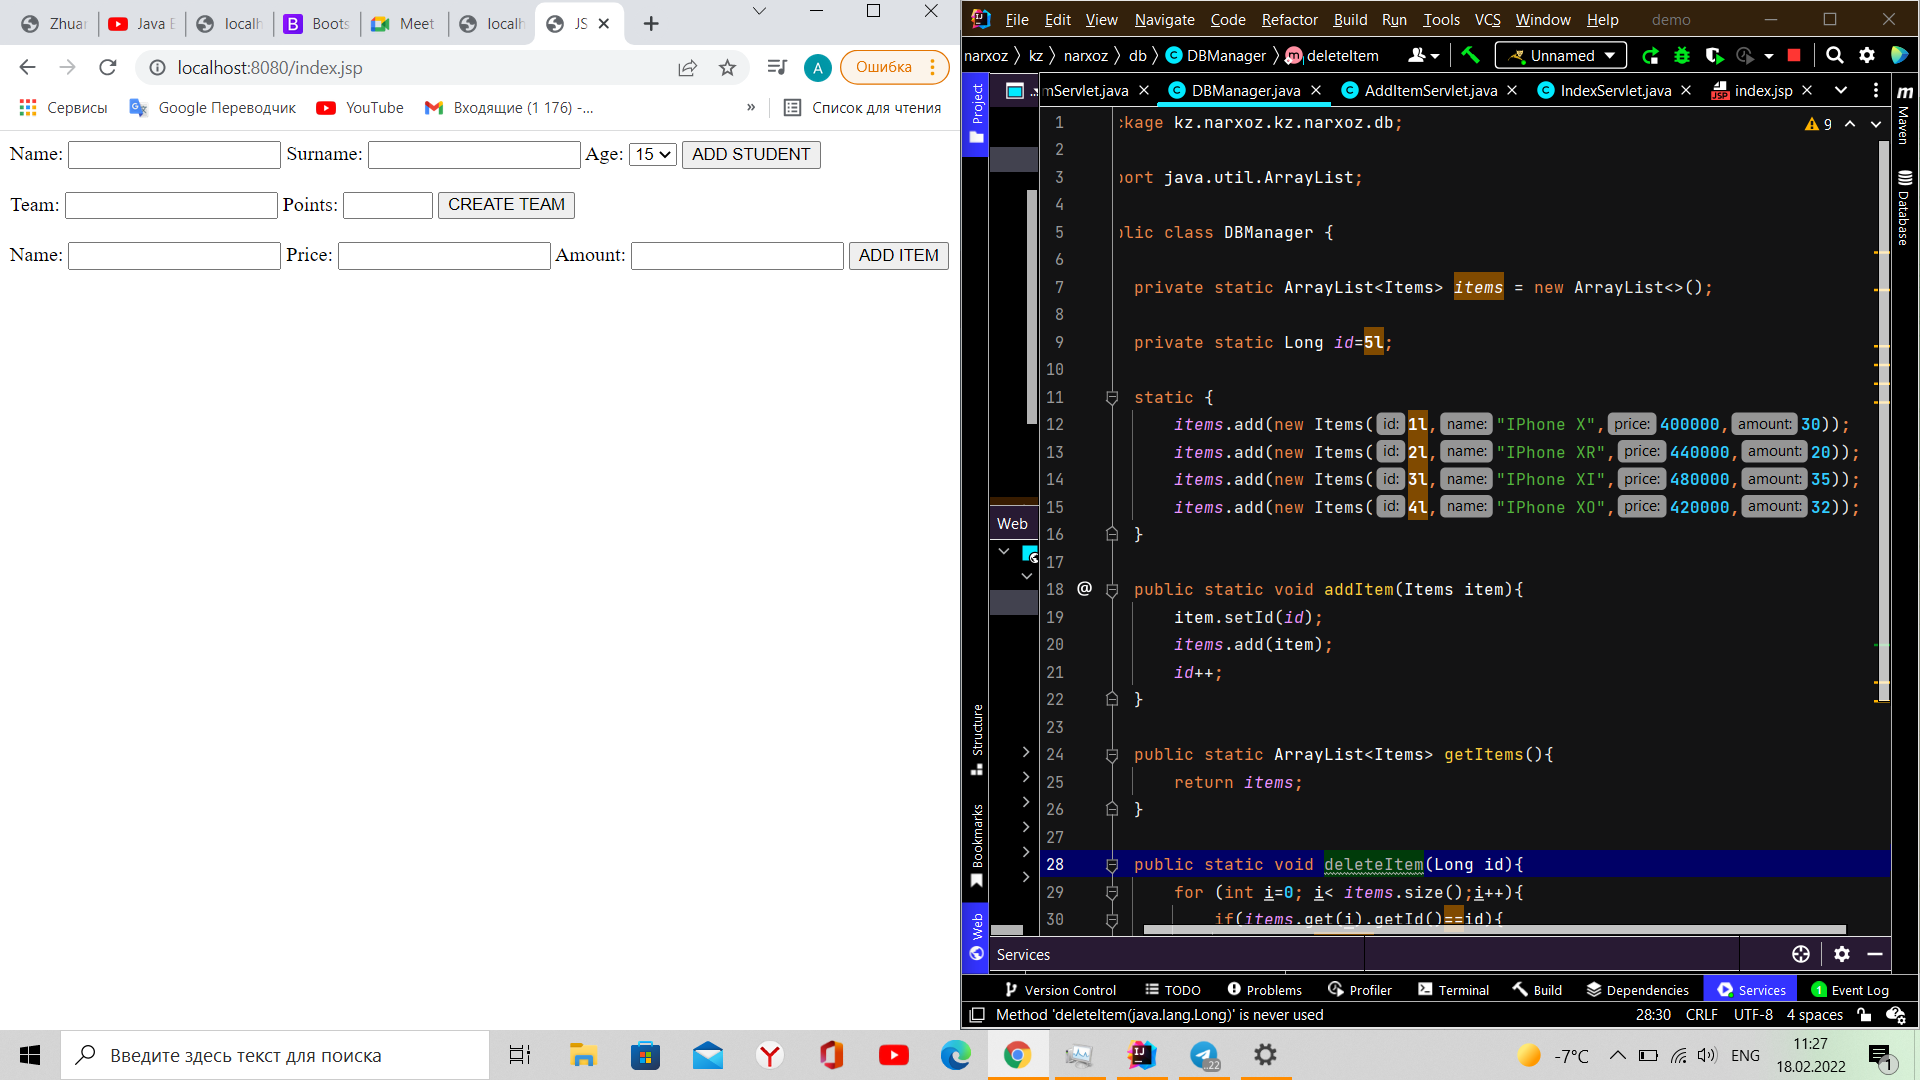 Zhuar
Java E
localh
Boots
Meet
localh
JS
localhost:8080/index.jsp
A
Ошибка
Сервисы
Google Переводчик
YouTube
Входящие (1 176) -...
»
Список для чтения
Name:
Surname:
Age:
15
ADD STUDENT
Team:
Points:
CREATE TEAM
Name:
Price:
Amount:
ADD ITEM
File Edit View Navigate Code Refactor Build Run Tools VCS Window Help demo
narxoz 〉 kz 〉 narxoz 〉 db 〉 DBManager 〉 deleteItem
Unnamed
Project
mServlet.java
DBManager.java
AddItemServlet.java
IndexServlet.java
index.jsp
Maven
Database
9
1 kage kz.narxoz.kz.narxoz.db;
2
3 ort java.util.ArrayList;
4
5 lic class DBManager {
6
7 private static ArrayList<Items> items = new ArrayList<>();
8
9 private static Long id=5l;
10
11 static {
12 items.add(new Items( id: 1l, name: "IPhone X", price: 400000, amount: 30));
13 items.add(new Items( id: 2l, name: "IPhone XR", price: 440000, amount: 20));
14 items.add(new Items( id: 3l, name: "IPhone XI", price: 480000, amount: 35));
15 items.add(new Items( id: 4l, name: "IPhone XO", price: 420000, amount: 32));
16 }
17
18 @ public static void addItem(Items item){
19 item.setId(id);
20 items.add(item);
21 id++;
22 }
23
24 public static ArrayList<Items> getItems(){
25 return items;
26 }
27
28 public static void deleteItem(Long id){
29 for (int i=0; i< items.size();i++){
30 if(items.get(i).getId()==id){
Web
Structure
Bookmarks
Web
Services
Version Control
TODO
Problems
Profiler
Terminal
Build
Dependencies
Services
1 Event Log
Method 'deleteItem(java.lang.Long)' is never used
28:30 CRLF UTF-8 4 spaces
Введите здесь текст для поиска
22
-7°C
ENG
11:27
18.02.2022
1